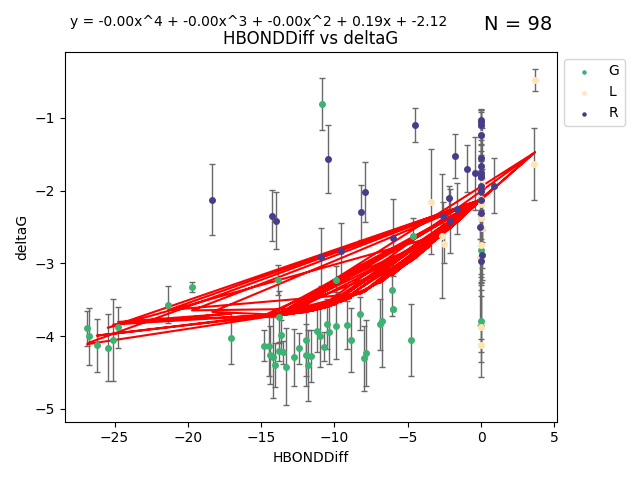 y = -0.00x^4 + -0.00x^3 + -0.00x^2 + 0.19x + -2.12
N = 98
HBONDDiff vs deltaG
G
L
R
deltaG
−1
−2
−3
−4
−5
−25
−20
−15
−10
−5
0
5
HBONDDiff